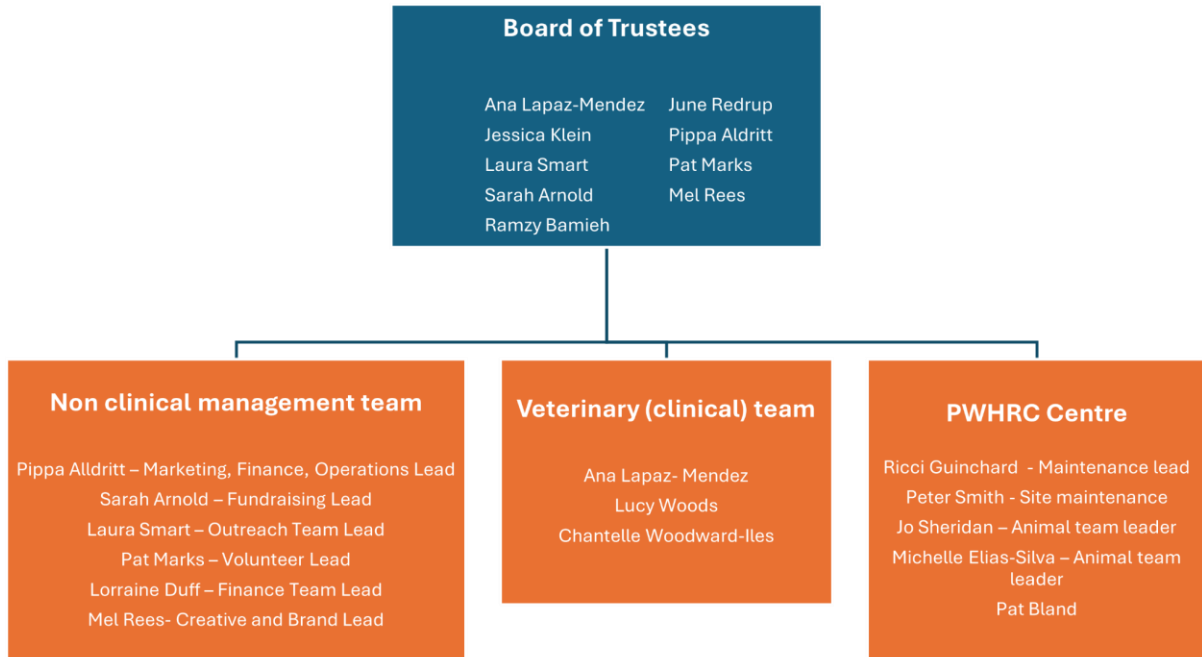 Board of Trustees
Ana Lapaz-Mendez
Jessica Klein
Laura Smart
Sarah Arnold
Ramzy Bamieh
June Redrup
Pippa Aldritt
Pat Marks
Mel Rees
Non clinical management team
Pippa Alldritt – Marketing, Finance, Operations Lead
Sarah Arnold – Fundraising Lead
Laura Smart – Outreach Team Lead
Pat Marks – Volunteer Lead
Lorraine Duff – Finance Team Lead
Mel Rees- Creative and Brand Lead
Veterinary (clinical) team
Ana Lapaz- Mendez
Lucy Woods
Chantelle Woodward-Iles
PWHRC Centre
Ricci Guinchard  - Maintenance lead
Peter Smith - Site maintenance
Jo Sheridan – Animal team leader
Michelle Elias-Silva – Animal team
leader
Pat Bland